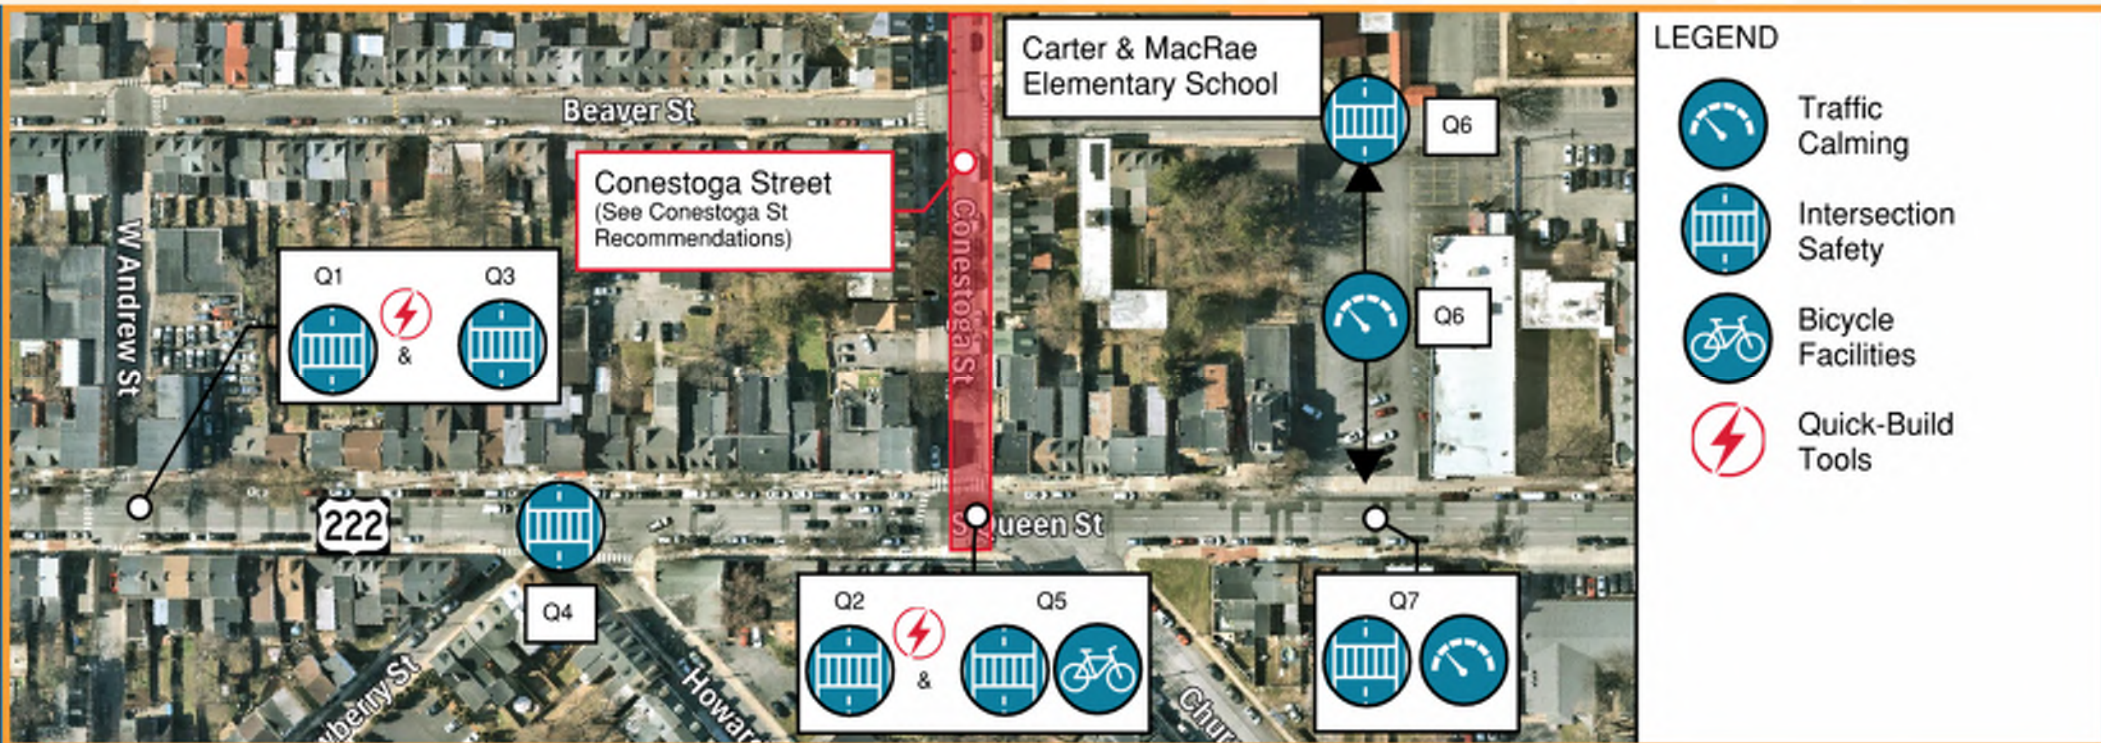 Carter & MacRae
Elementary School
Beaver St
Q6
Conestoga Street
(See Conestoga St
Recommendations)
W Andrew St
Conestoga St
Q1
&
Q3
Q6
222
S Queen St
Q4
Q2
&
Q5
Q7
Howard
LEGEND
Traffic
Calming
Intersection
Safety
Bicycle
Facilities
Quick-Build
Tools